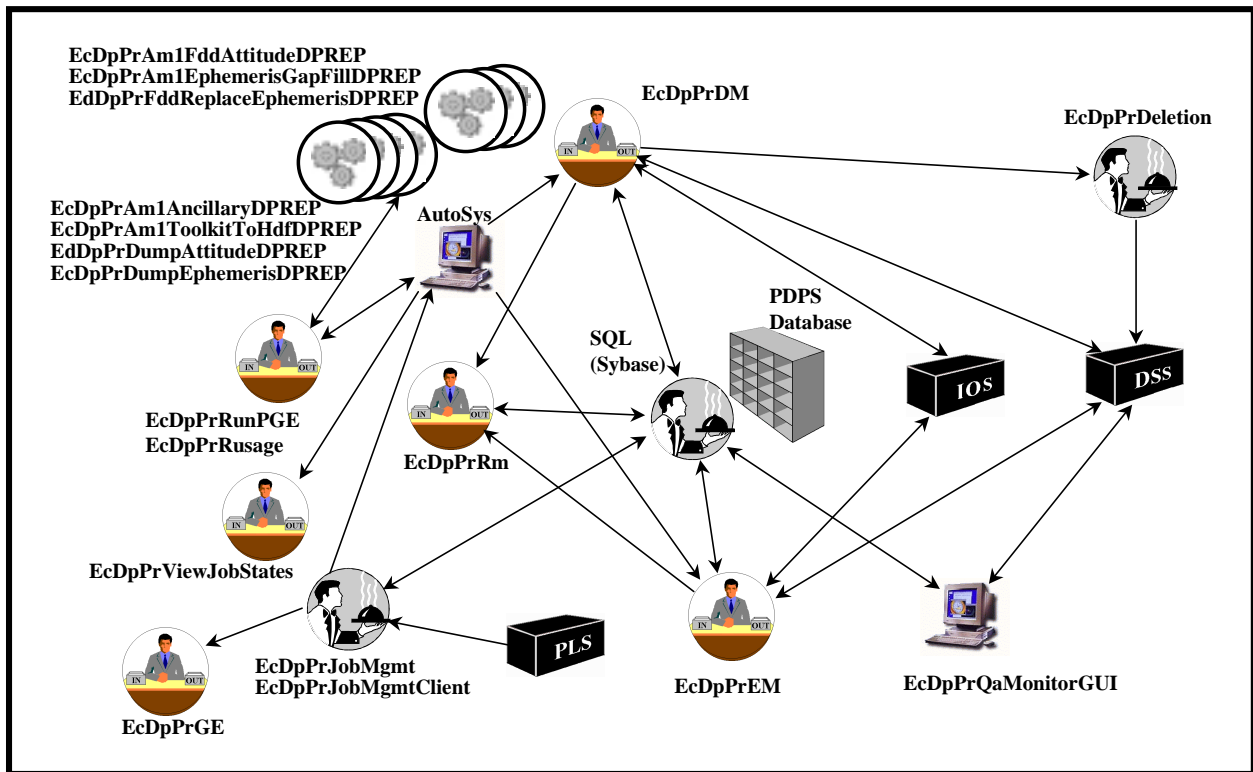 EcDpPrAm1FddAttitudeDPREP
EcDpPrAm1EphemerisGapFillDPREP
EdDpPrFddReplaceEphemerisDPREP
EcDpPrDM
EcDpPrDeletion
IN OUT
EcDpPrAm1AncillaryDPREP
EcDpPrAm1ToolkitToHdfDPREP
EdDpPrDumpAttitudeDPREP
EcDpPrDumpEphemerisDPREP
AutoSys
PDPS
Database
SQL
(Sybase)
IN OUT
IOS
DSS
EcDpPrRunPGE
EcDpPrRusage
IN OUT
EcDpPrRm
IN OUT
EcDpPrViewJobStates
PLS
IN OUT
EcDpPrJobMgmt
EcDpPrJobMgmtClient
EcDpPrEM
EcDpPrQaMonitorGUI
IN OUT
EcDpPrGE